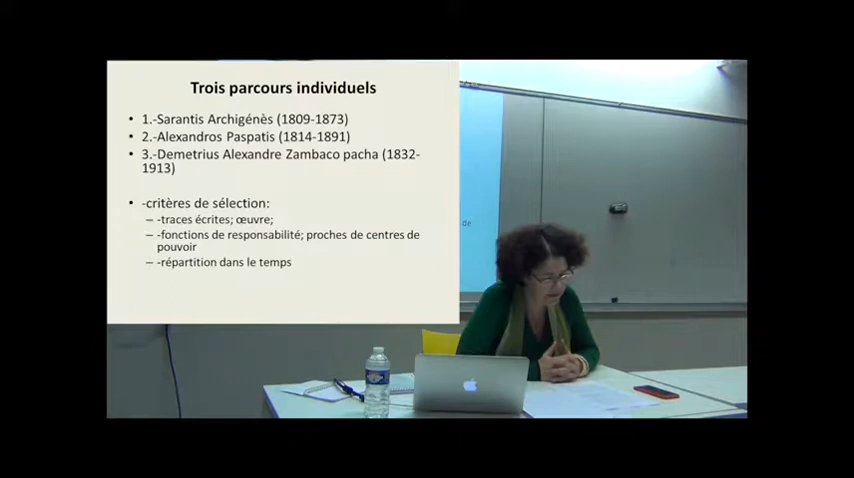 Trois parcours individuels
• 1.-Sarantis Archigénès (1809-1873)
• 2.-Alexandros Paspatis (1814-1891)
• 3.-Demetrius Alexandre Zambaco pacha (1832-
1913)
• -critères de sélection:
– -traces écrites; œuvre;
– -fonctions de responsabilité; proches de centres de
pouvoir
– -répartition dans le temps
de